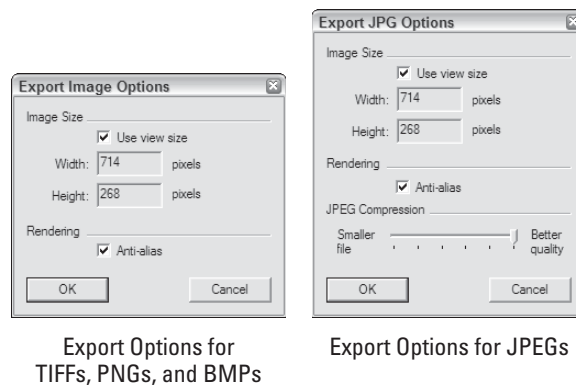 Export Image Options
Image Size
Use view size
Width: 714 pixels
Height: 268 pixels
Rendering
Anti-alias
OK Cancel
Export Options for
TIFFs, PNGs, and BMPs
Export JPG Options
Image Size
Use view size
Width: 714 pixels
Height: 268 pixels
Rendering
Anti-alias
JPEG Compression
Smaller Better
file quality
OK Cancel
Export Options for JPEGs